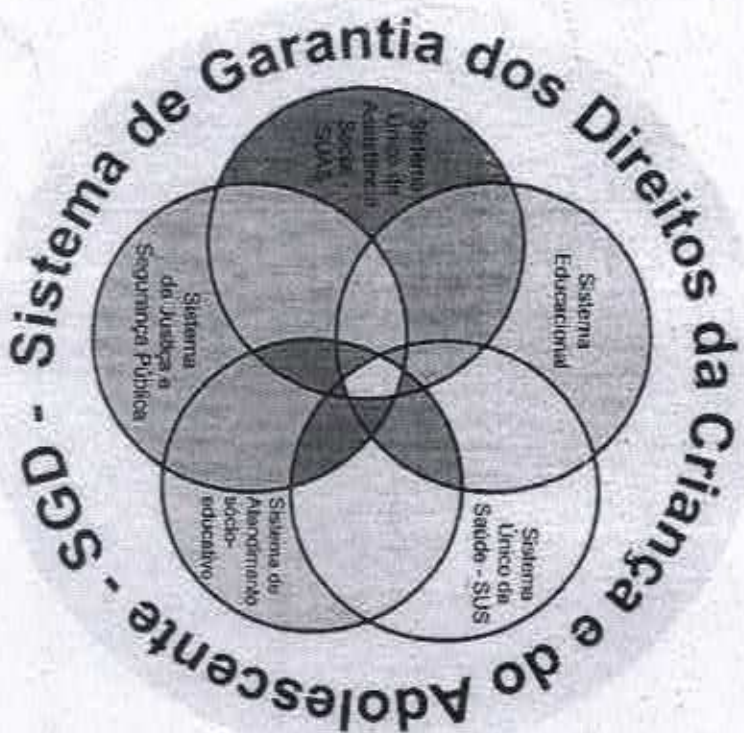 SGD - Sistema de Garantia dos Direitos da Criança e do Adolescente -
Sistema
Único de
Assistência
Social -
SUAS
Sistema
Educacional
Sistema
Único de
Saúde - SUS
Sistema de
Atendimento
sócio-
educativo
Sistema
da Justiça e
Segurança Pública